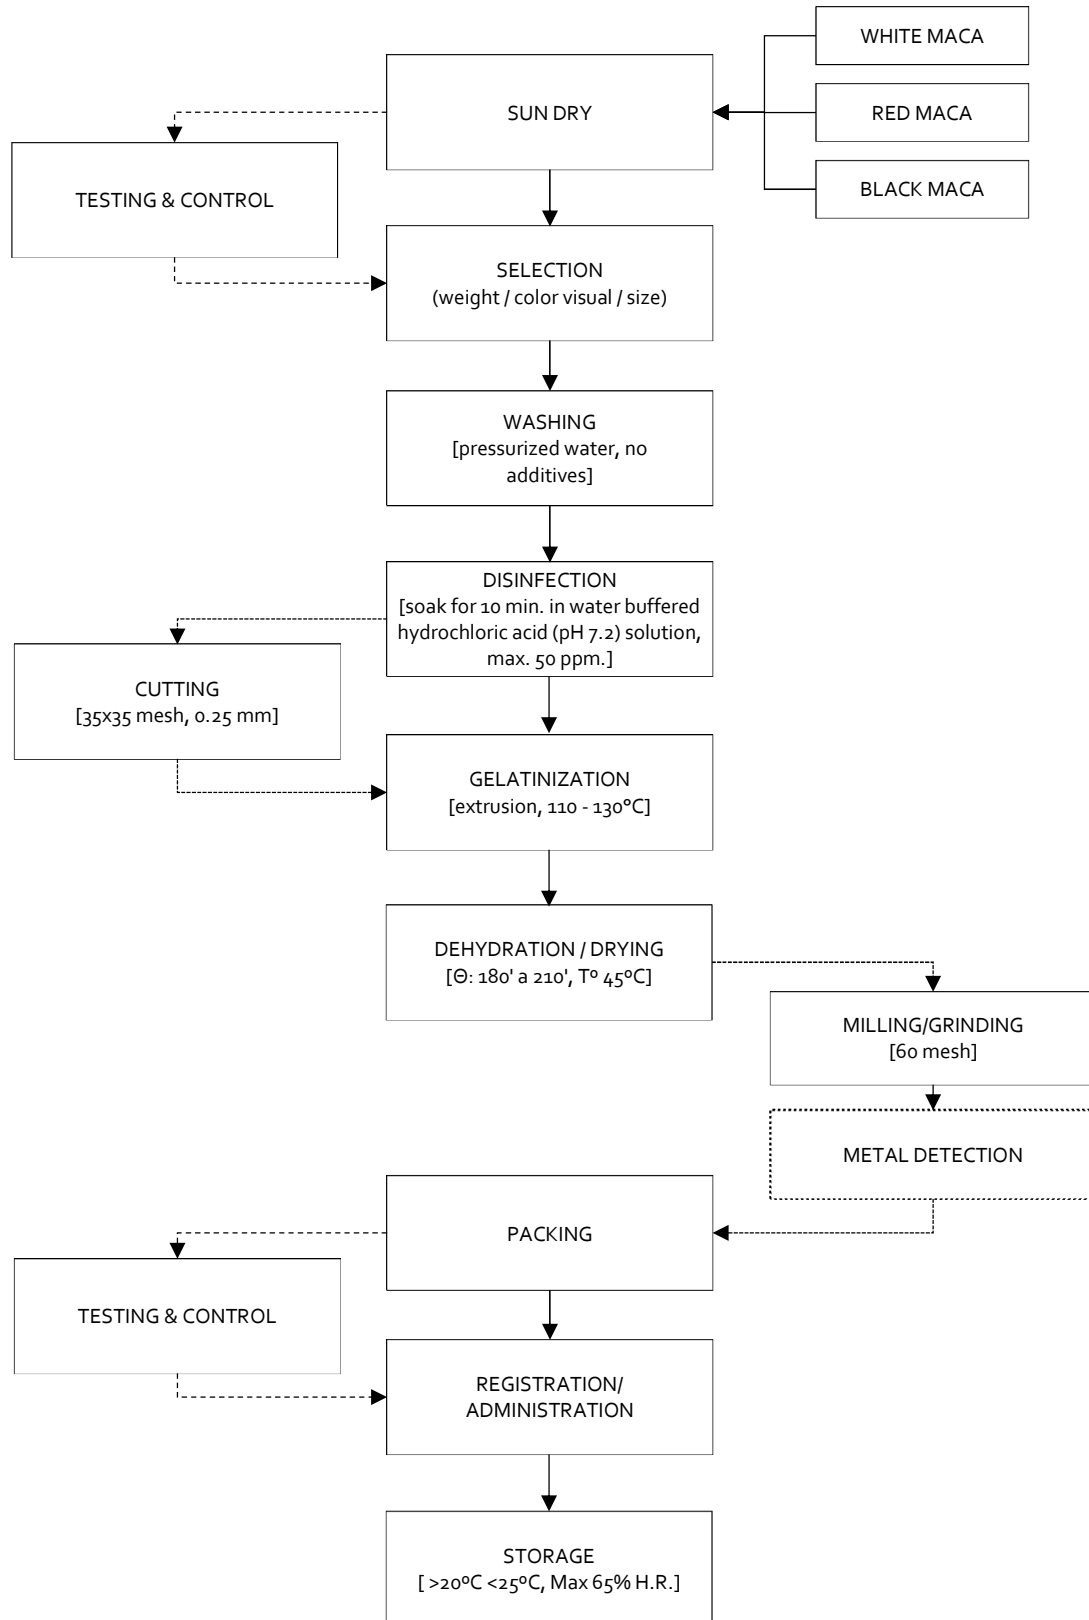 WHITE MACA
SUN DRY
RED MACA
BLACK MACA
TESTING & CONTROL
SELECTION
(weight / color visual / size)
WASHING
[pressurized water, no
additives]
DISINFECTION
[soak for 10 min. in water buffered
hydrochloric acid (pH 7.2) solution,
max. 50 ppm.]
CUTTING
[35x35 mesh, 0.25 mm]
GELATINIZATION
[extrusion, 110 - 130°C]
DEHYDRATION / DRYING
[Θ: 180' a 210', Tº 45ºC]
MILLING/GRINDING
[60 mesh]
METAL DETECTION
PACKING
TESTING & CONTROL
REGISTRATION/
ADMINISTRATION
STORAGE
[ >20ºC <25ºC, Max 65% H.R.]